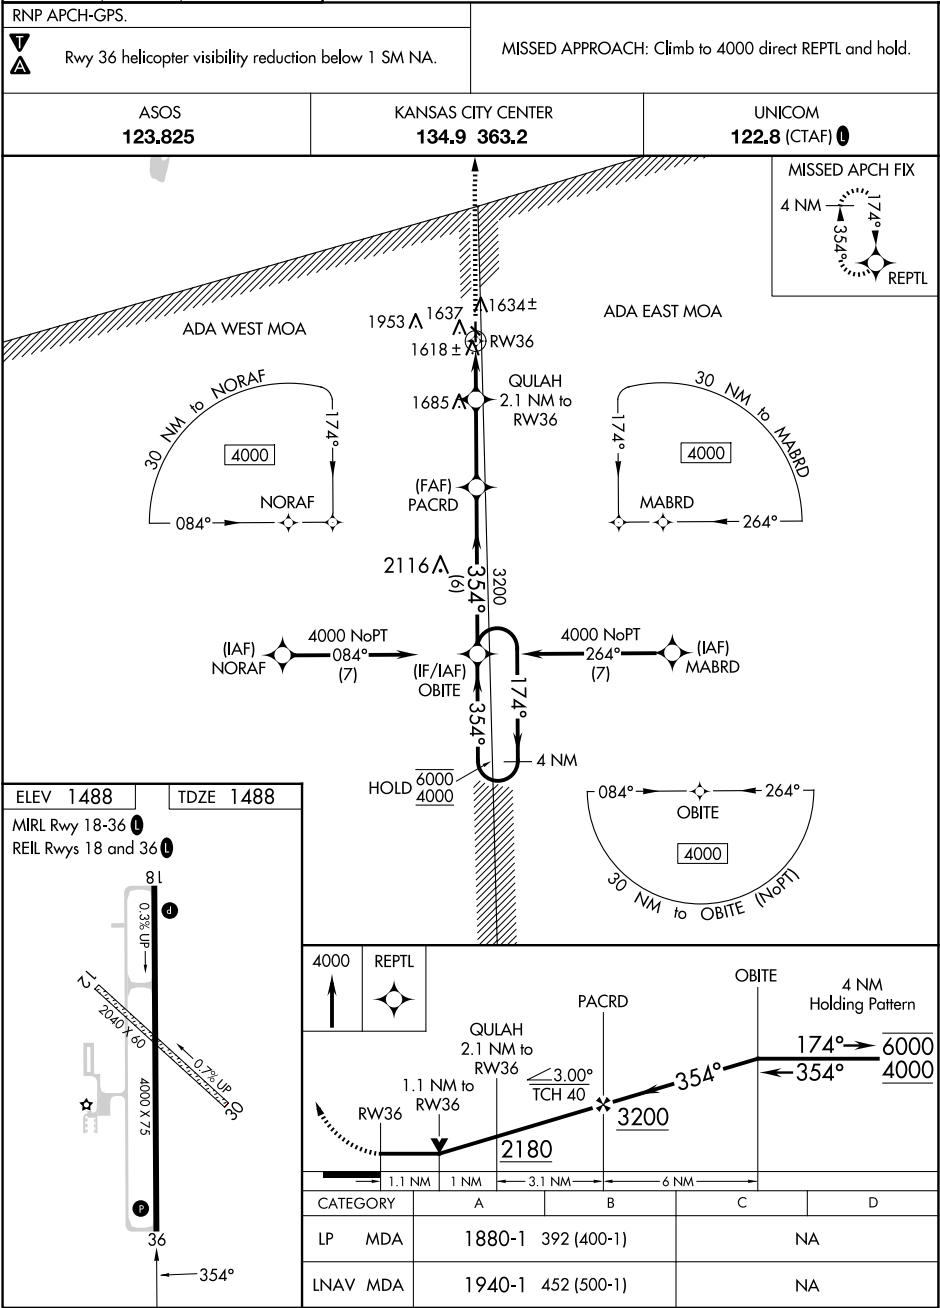 RNP APCH-GPS.
T
A
Rwy 36 helicopter visibility reduction below 1 SM NA.
MISSED APPROACH: Climb to 4000 direct REPTL and hold.
ASOS
123.825
KANSAS CITY CENTER
134.9 363.2
UNICOM
122.8 (CTAF) L
MISSED APCH FIX
4 NM
174°
354°
REPTL
ADA WEST MOA
ADA EAST MOA
1953
1637
1634±
1618±
RW36
QULAH
2.1 NM to
RW36
1685
30 NM to NORAF
174°
4000
NORAF
084°
30 NM to MABRD
174°
4000
MABRD
264°
(FAF)
PACRD
2116
(6)
354°
3200
(IAF)
NORAF
4000 NoPT
084°
(7)
(IF/IAF)
OBITE
4000 NoPT
264°
(7)
(IAF)
MABRD
354°
174°
4 NM
HOLD 6000
4000
084°
264°
OBITE
4000
30 NM to OBITE (NoPT)
ELEV 1488
TDZE 1488
MIRL Rwy 18-36 L
REIL Rwys 18 and 36 L
18
P
0.3% UP
12
2040 X 60
0.7% UP
30
4000 X 75
P
36
354°
4000
REPTL
OBITE
4 NM
Holding Pattern
PACRD
QULAH
2.1 NM to
RW36
174°
6000
354°
4000
354°
3.00°
TCH 40
1.1 NM to
RW36
RW36
3200
2180
1.1 NM
1 NM
3.1 NM
6 NM
CATEGORY A B C D
LP MDA 1880-1 392 (400-1) NA
LNAV MDA 1940-1 452 (500-1) NA